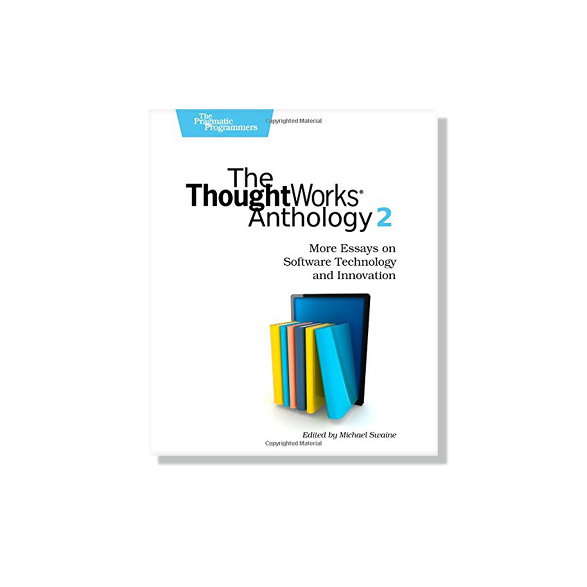 The
Pragmatic
Programmers
Copyrighted Material
The
ThoughtWorks®
Anthology 2
More Essays on
Software Technology
and Innovation
Edited by Michael Swaine
Copyrighted Material